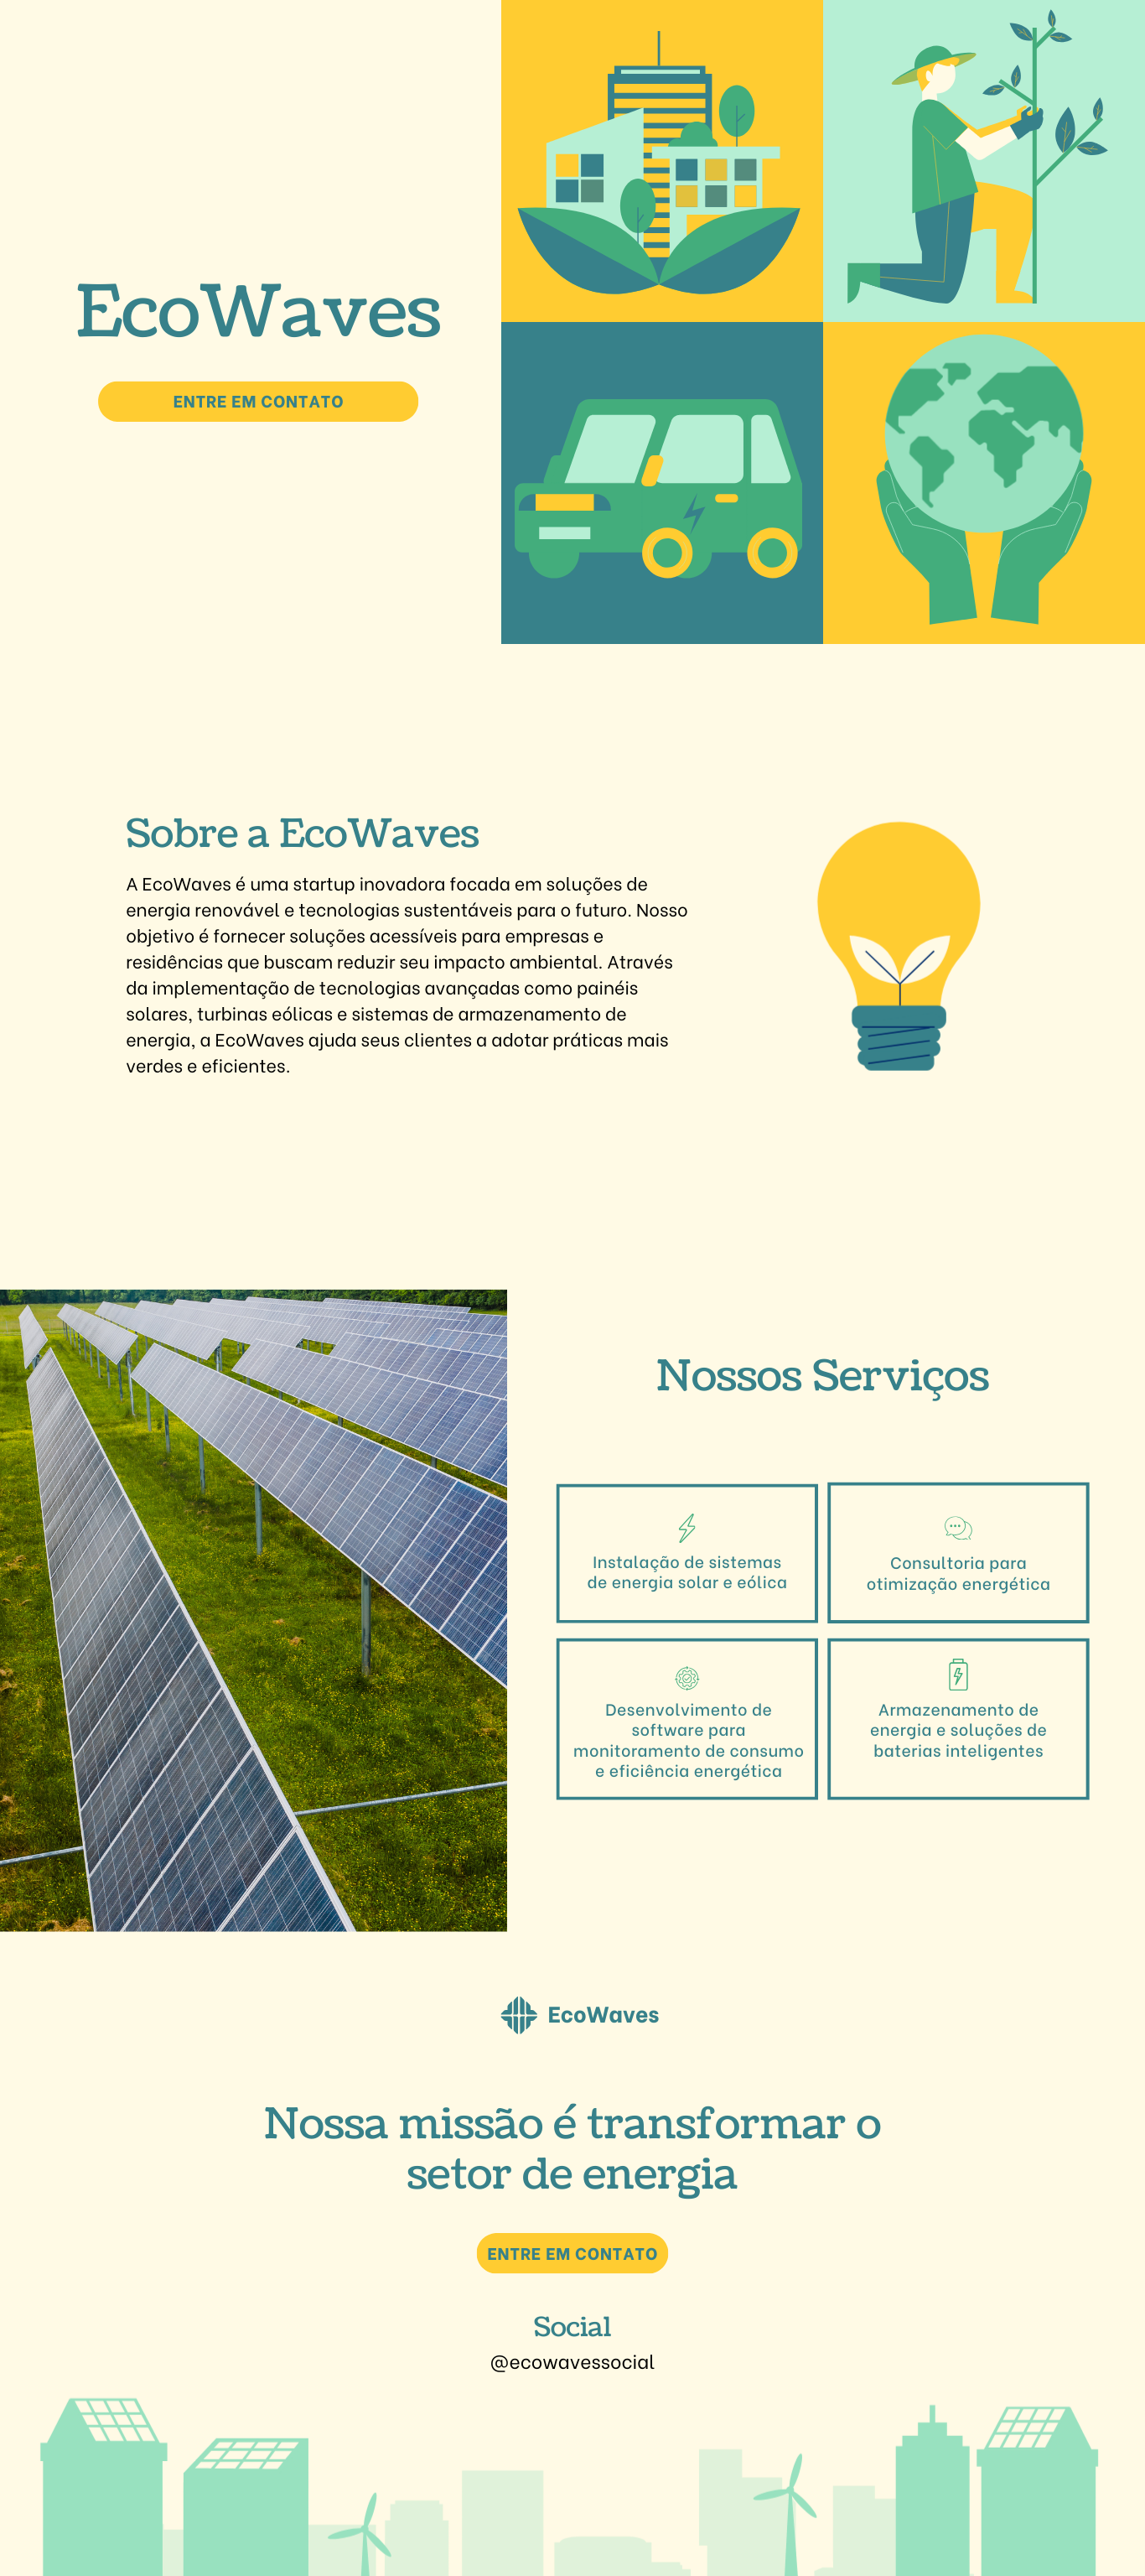 EcoWaves
ENTRE EM CONTATO
Sobre a EcoWaves
A EcoWaves é uma startup inovadora focada em soluções de
energia renovável e tecnologias sustentáveis para o futuro. Nosso
objetivo é fornecer soluções acessíveis para empresas e
residências que buscam reduzir seu impacto ambiental. Através
da implementação de tecnologias avançadas como painéis
solares, turbinas eólicas e sistemas de armazenamento de
energia, a EcoWaves ajuda seus clientes a adotar práticas mais
verdes e eficientes.
Nossos Serviços
Instalação de sistemas
de energia solar e eólica
Consultoria para
otimização energética
Desenvolvimento de
software para
monitoramento de consumo
e eficiência energética
Armazenamento de
energia e soluções de
baterias inteligentes
EcoWaves
Nossa missão é transformar o
setor de energia
ENTRE EM CONTATO
Social
@ecowavessocial